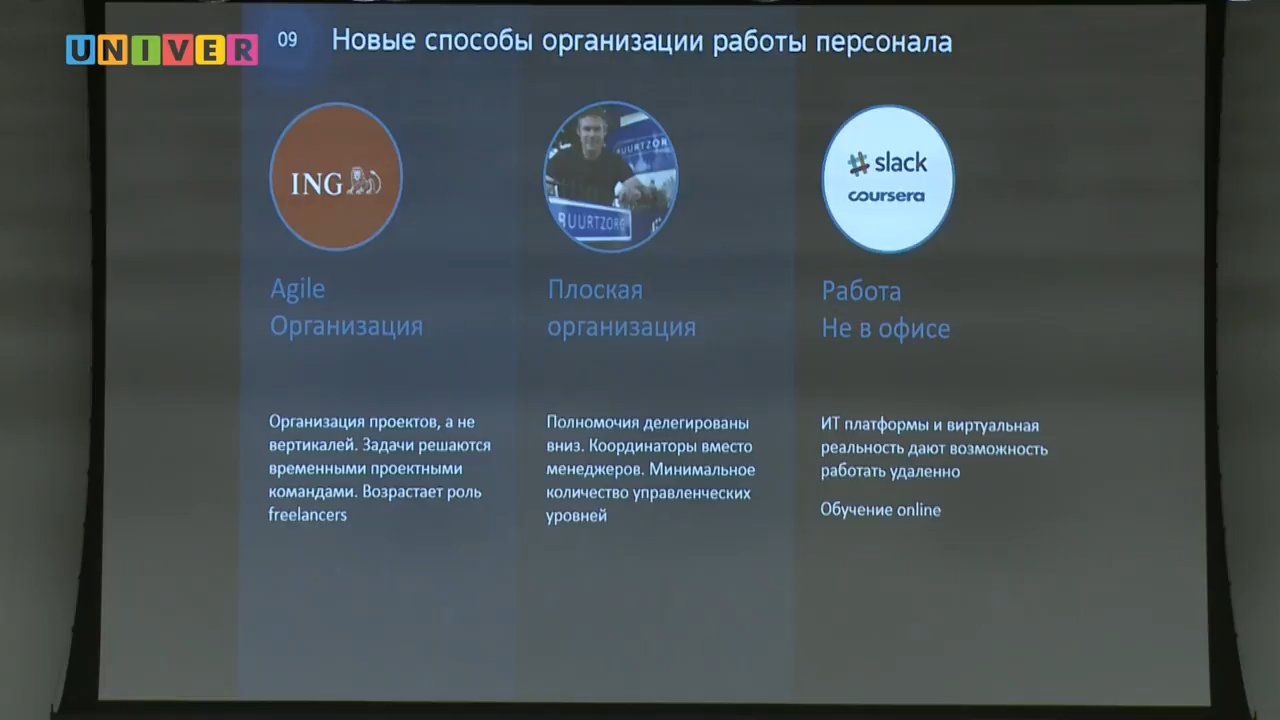 UNIVER
09
Новые способы организации работы персонала
ING
Agile
Организация
Организация проектов, а не
вертикалей. Задачи решаются
временными проектными
командами. Возрастает роль
freelancers
BUURTZORG
BUURTZORG
Плоская
организация
Полномочия делегированы
вниз. Координаторы вместо
менеджеров. Минимальное
количество управленческих
уровней
slack
coursera
Работа
Не в офисе
ИТ платформы и виртуальная
реальность дают возможность
работать удаленно
Обучение online